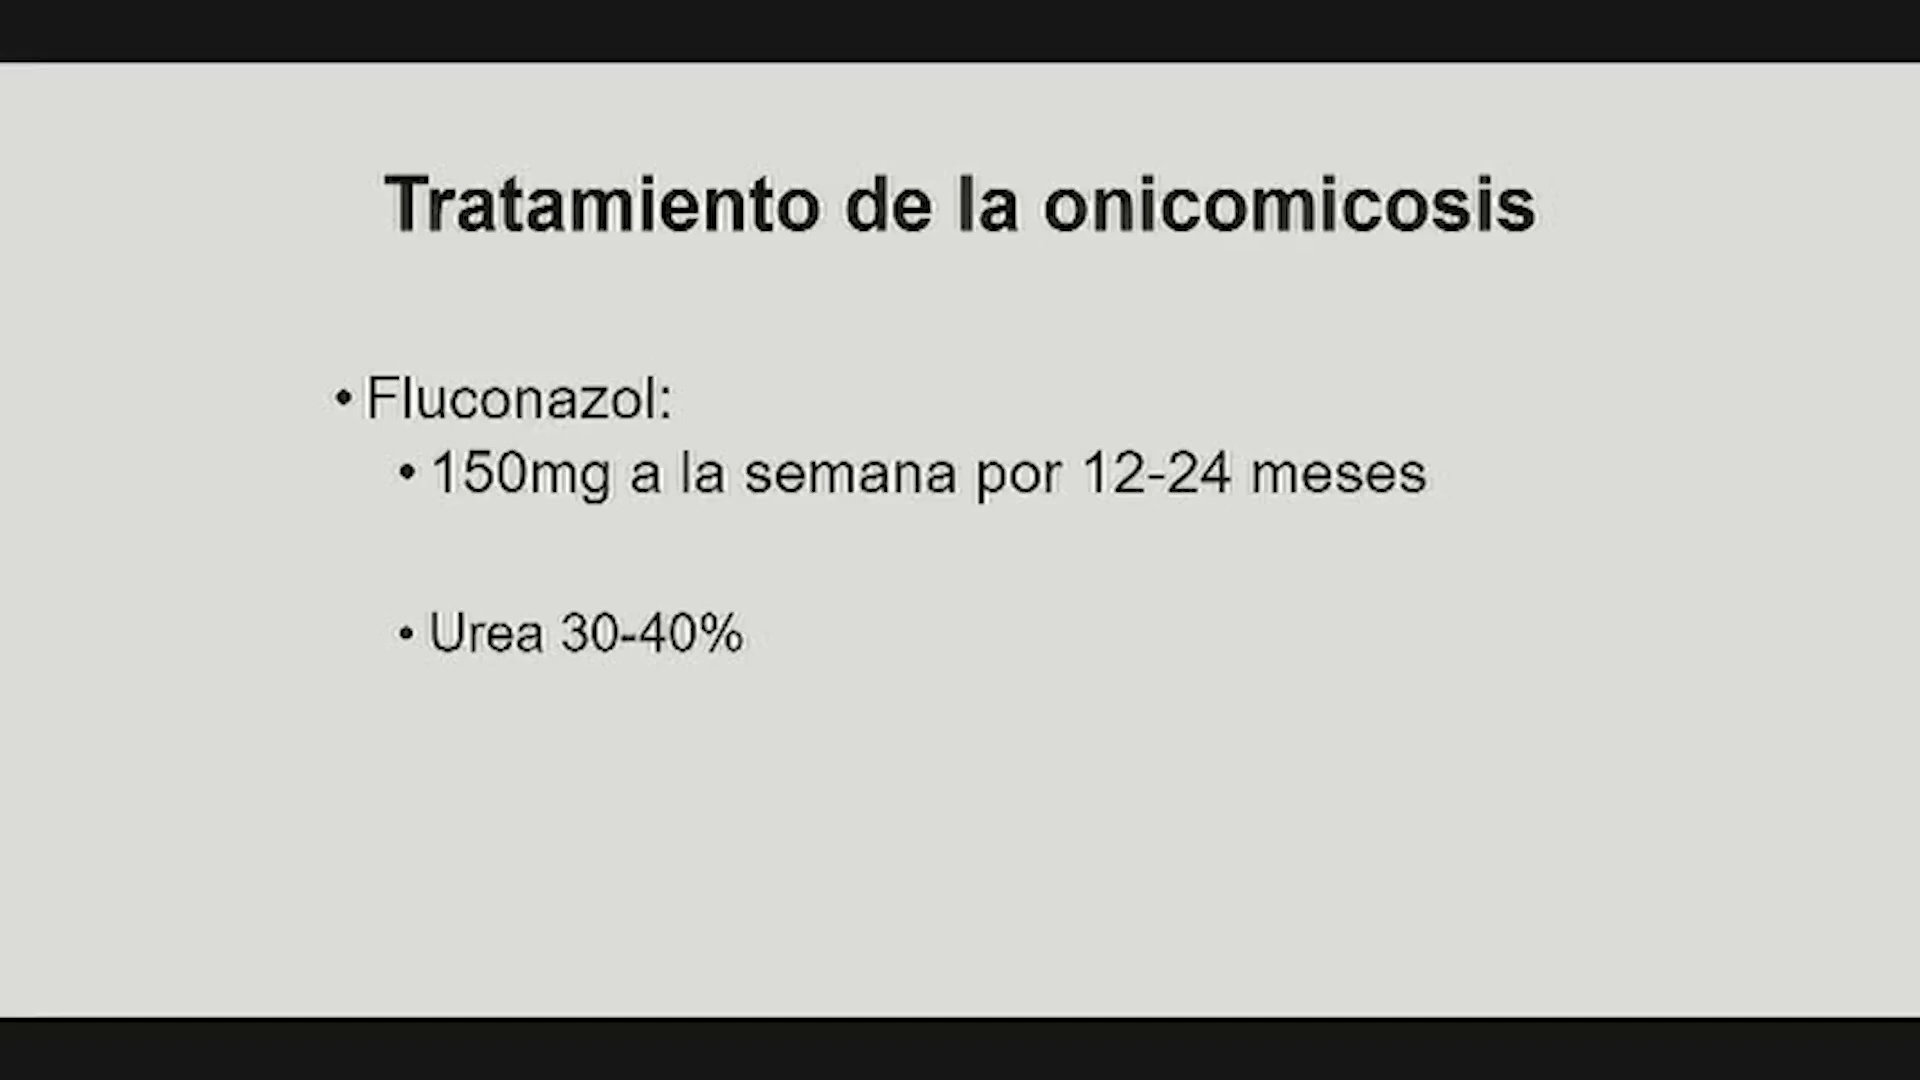 Tratamiento de la onicomicosis
• Fluconazol:
• 150mg a la semana por 12-24 meses
• Urea 30-40%